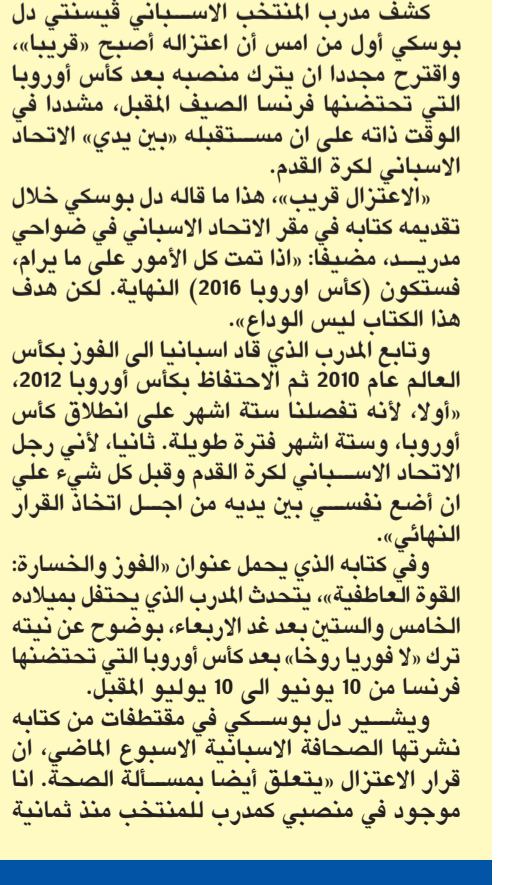 كشف مدرب المنتخب الاسباني ڤيسنتي دل
بوسكي أول من امس أن اعتزاله أصبح «قريبا»،
واقترح مجددا ان يترك منصبه بعد كأس أوروبا
التي تحتضنها فرنسا الصيف المقبل، مشددا في
الوقت ذاته على ان مستقبله «بين يدي» الاتحاد
الاسباني لكرة القدم.
«الاعتزال قريب»، هذا ما قاله دل بوسكي خلال
تقديمه كتابه في مقر الاتحاد الاسباني في ضواحي
مدريد، مضيفا: «اذا تمت كل الأمور على ما يرام،
فستكون (كأس اوروبا 2016) النهاية. لكن هدف
هذا الكتاب ليس الوداع».
وتابع المدرب الذي قاد اسبانيا الى الفوز بكأس
العالم عام 2010 ثم الاحتفاظ بكأس أوروبا 2012،
«أولا، لأنه تفصلنا ستة اشهر على انطلاق كأس
أوروبا، وستة اشهر فترة طويلة. ثانيا، لأني رجل
الاتحاد الاسباني لكرة القدم وقبل كل شيء علي
ان أضع نفسي بين يديه من اجل اتخاذ القرار
النهائي».
وفي كتابه الذي يحمل عنوان «الفوز والخسارة:
القوة العاطفية»، يتحدث المدرب الذي يحتفل بميلاده
الخامس والستين بعد غد الاربعاء، بوضوح عن نيته
ترك «لا فوريا روخا» بعد كأس أوروبا التي تحتضنها
فرنسا من 10 يونيو الى 10 يوليو المقبل.
ويشير دل بوسكي في مقتطفات من كتابه
نشرتها الصحافة الاسبانية الاسبوع الماضي، ان
قرار الاعتزال «يتعلق أيضا بمسألة الصحة. انا
موجود في منصبي كمدرب للمنتخب منذ ثمانية